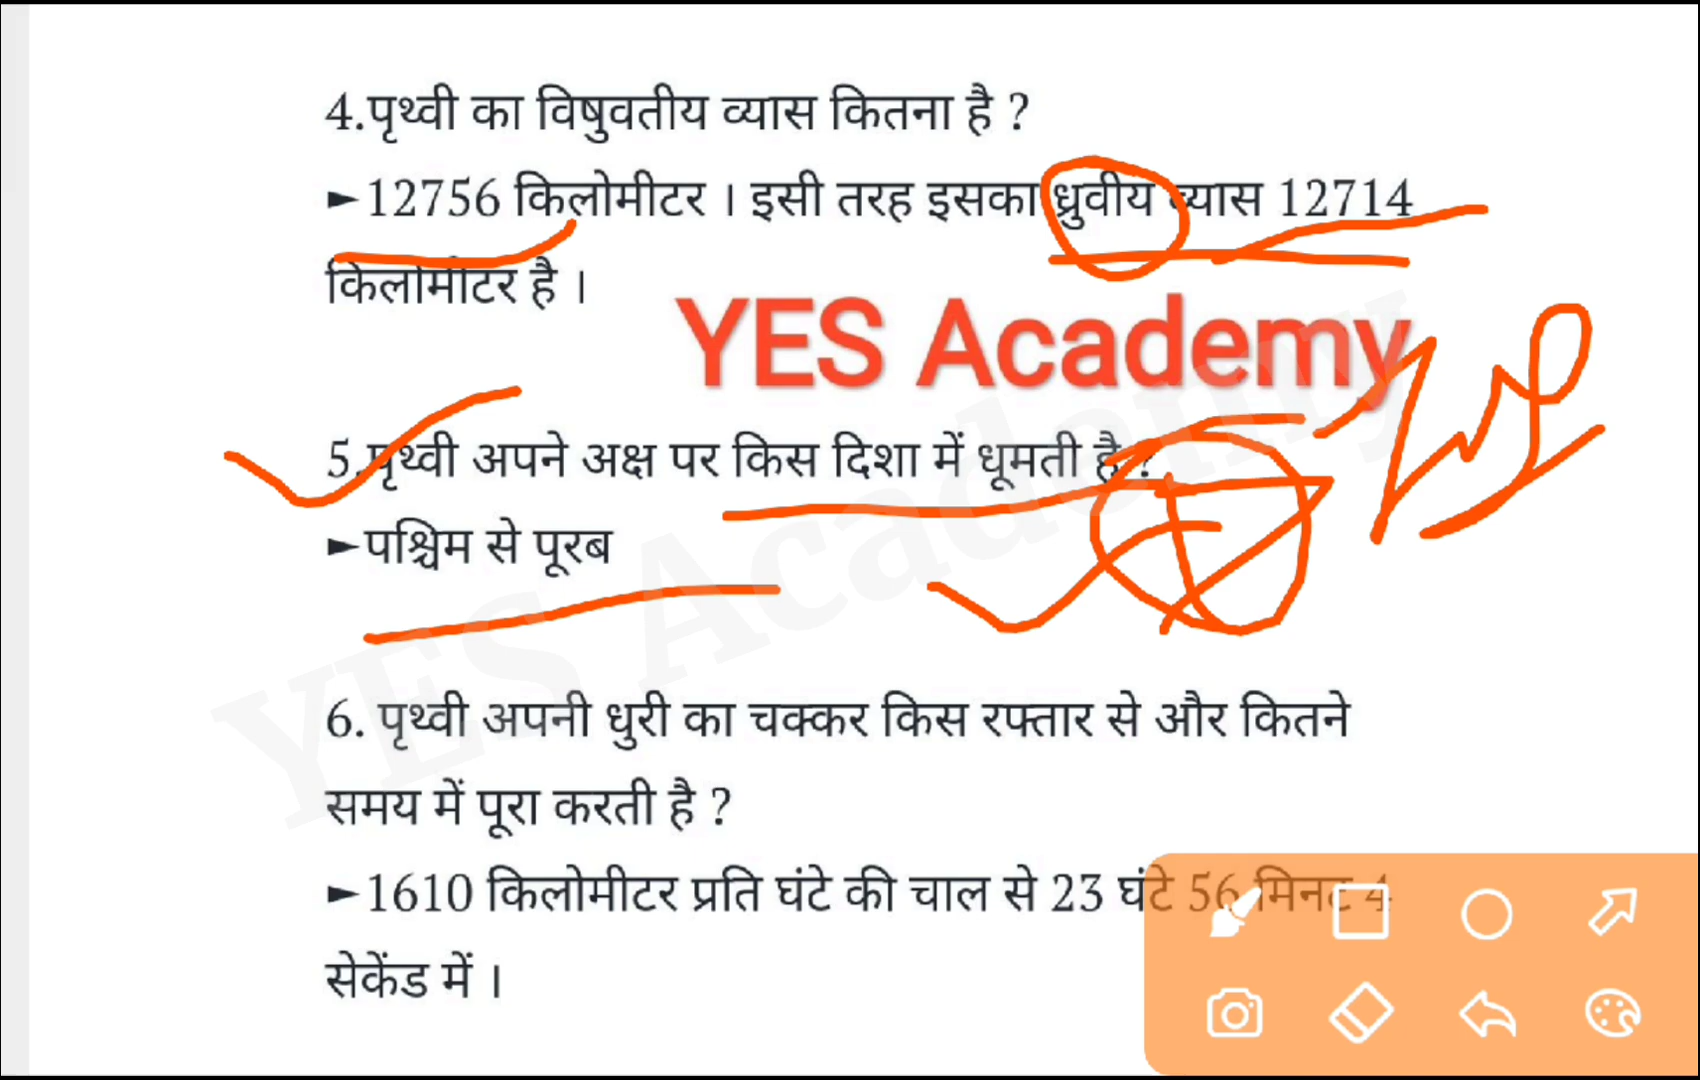 4.पृथ्वी का विषुवतीय व्यास कितना है ?
►12756 किलोमीटर । इसी तरह इसका ध्रुवीय व्यास 12714
किलोमीटर है ।
YES Academy
5.पृथ्वी अपने अक्ष पर किस दिशा में धूमती है ?
►पश्चिम से पूरब
YES Academy
6. पृथ्वी अपनी धुरी का चक्कर किस रफ्तार से और कितने
समय में पूरा करती है ?
►1610 किलोमीटर प्रति घंटे की चाल से 23 घंटे 56 मिनट 4
सेकेंड में ।